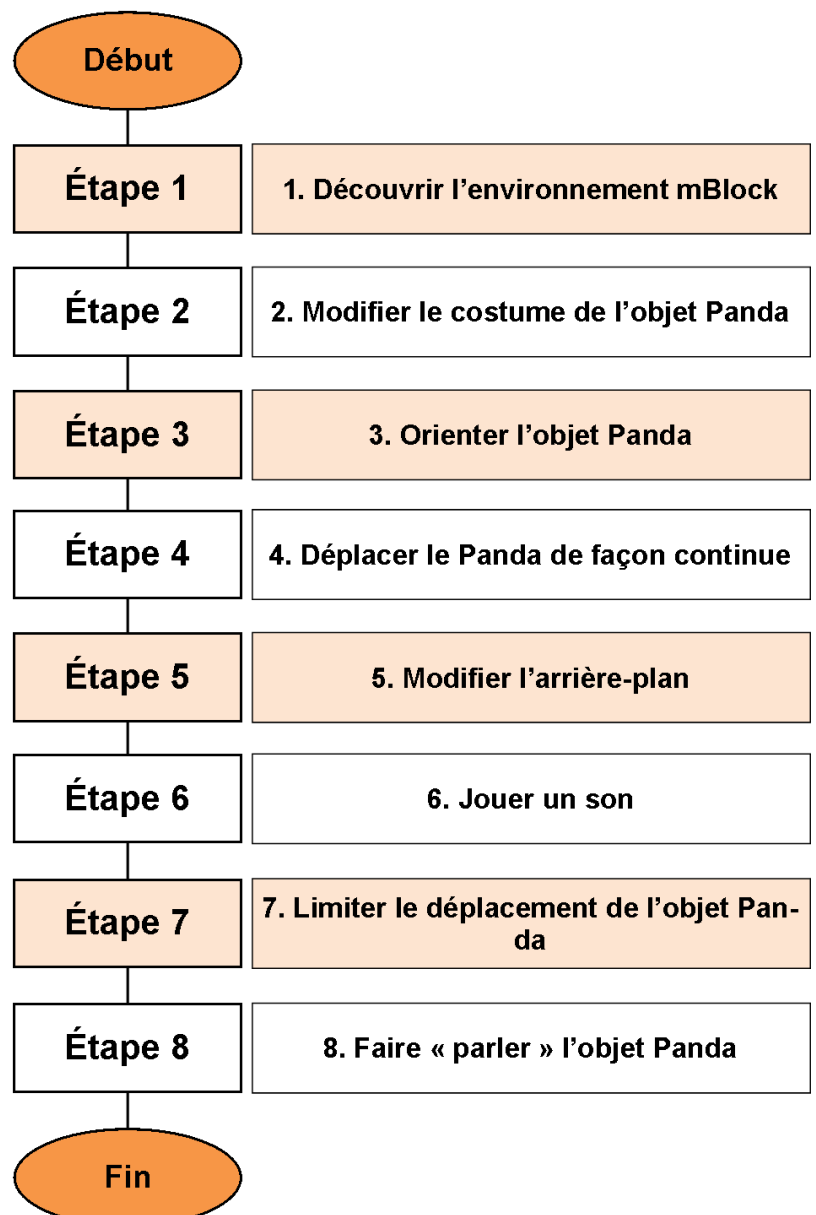 Début
Étape 1
1. Découvrir l’environnement mBlock
Étape 2
2. Modifier le costume de l’objet Panda
Étape 3
3. Orienter l’objet Panda
Étape 4
4. Déplacer le Panda de façon continue
Étape 5
5. Modifier l’arrière-plan
Étape 6
6. Jouer un son
Étape 7
7. Limiter le déplacement de l’objet Pan-
da
Étape 8
8. Faire « parler » l’objet Panda
Fin